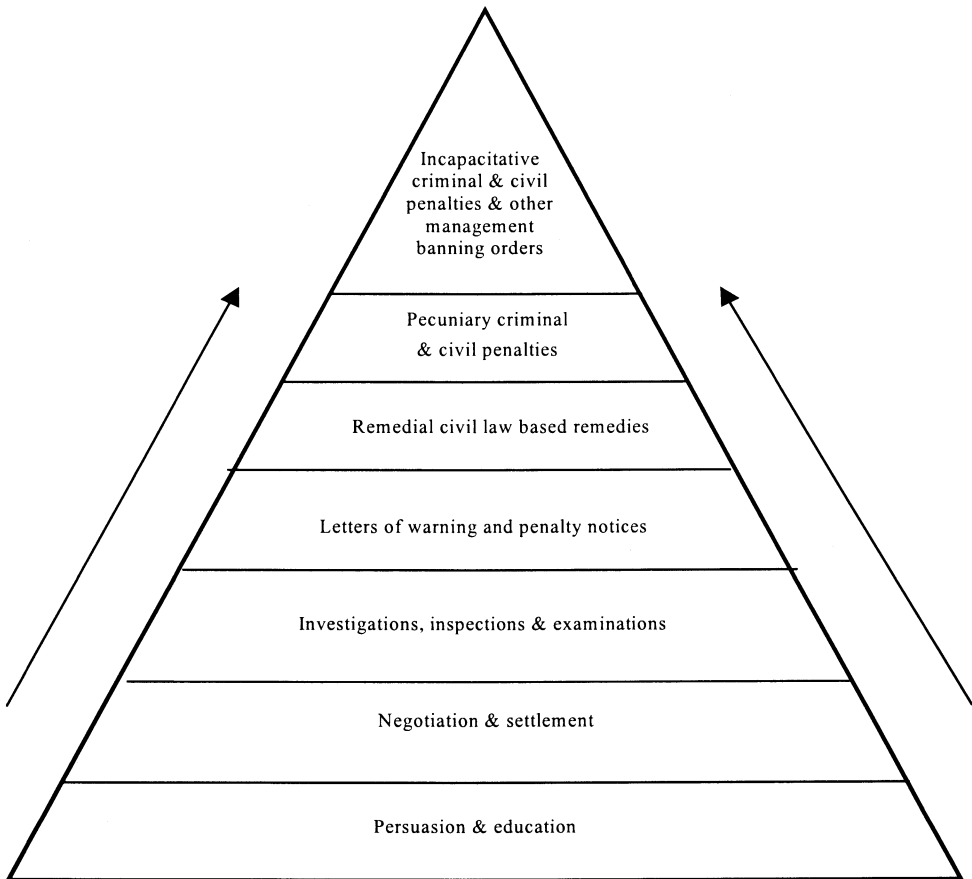 Incapacitative
criminal & civil
penalties & other
management
banning orders
Pecuniary criminal
& civil penalties
Remedial civil law based remedies
Letters of warning and penalty notices
Investigations, inspections & examinations
Negotiation & settlement
Persuasion & education